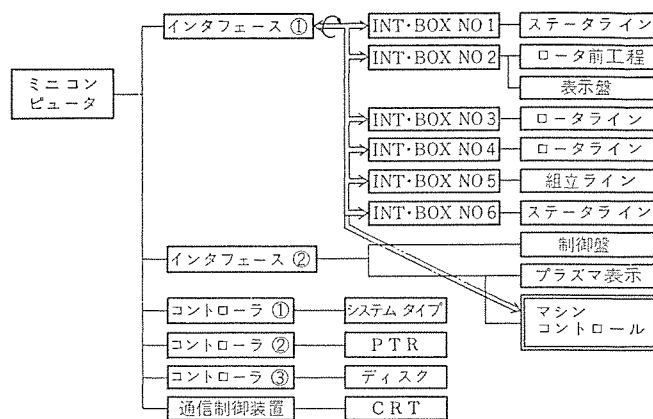 インタフェース ①
INT・BOX NO 1
ステータライン
INT・BOX NO 2
ロータ前工程
ミニコン
ピュータ
表示盤
INT・BOX NO 3
ロータライン
INT・BOX NO 4
ロータライン
INT・BOX NO 5
組立ライン
INT・BOX NO 6
ステータライン
制御盤
インタフェース ②
プラズマ表示
コントローラ ①
システムタイプ
マシン
コントロール
コントローラ ②
PTR
コントローラ ③
ディスク
通信制御装置
CRT